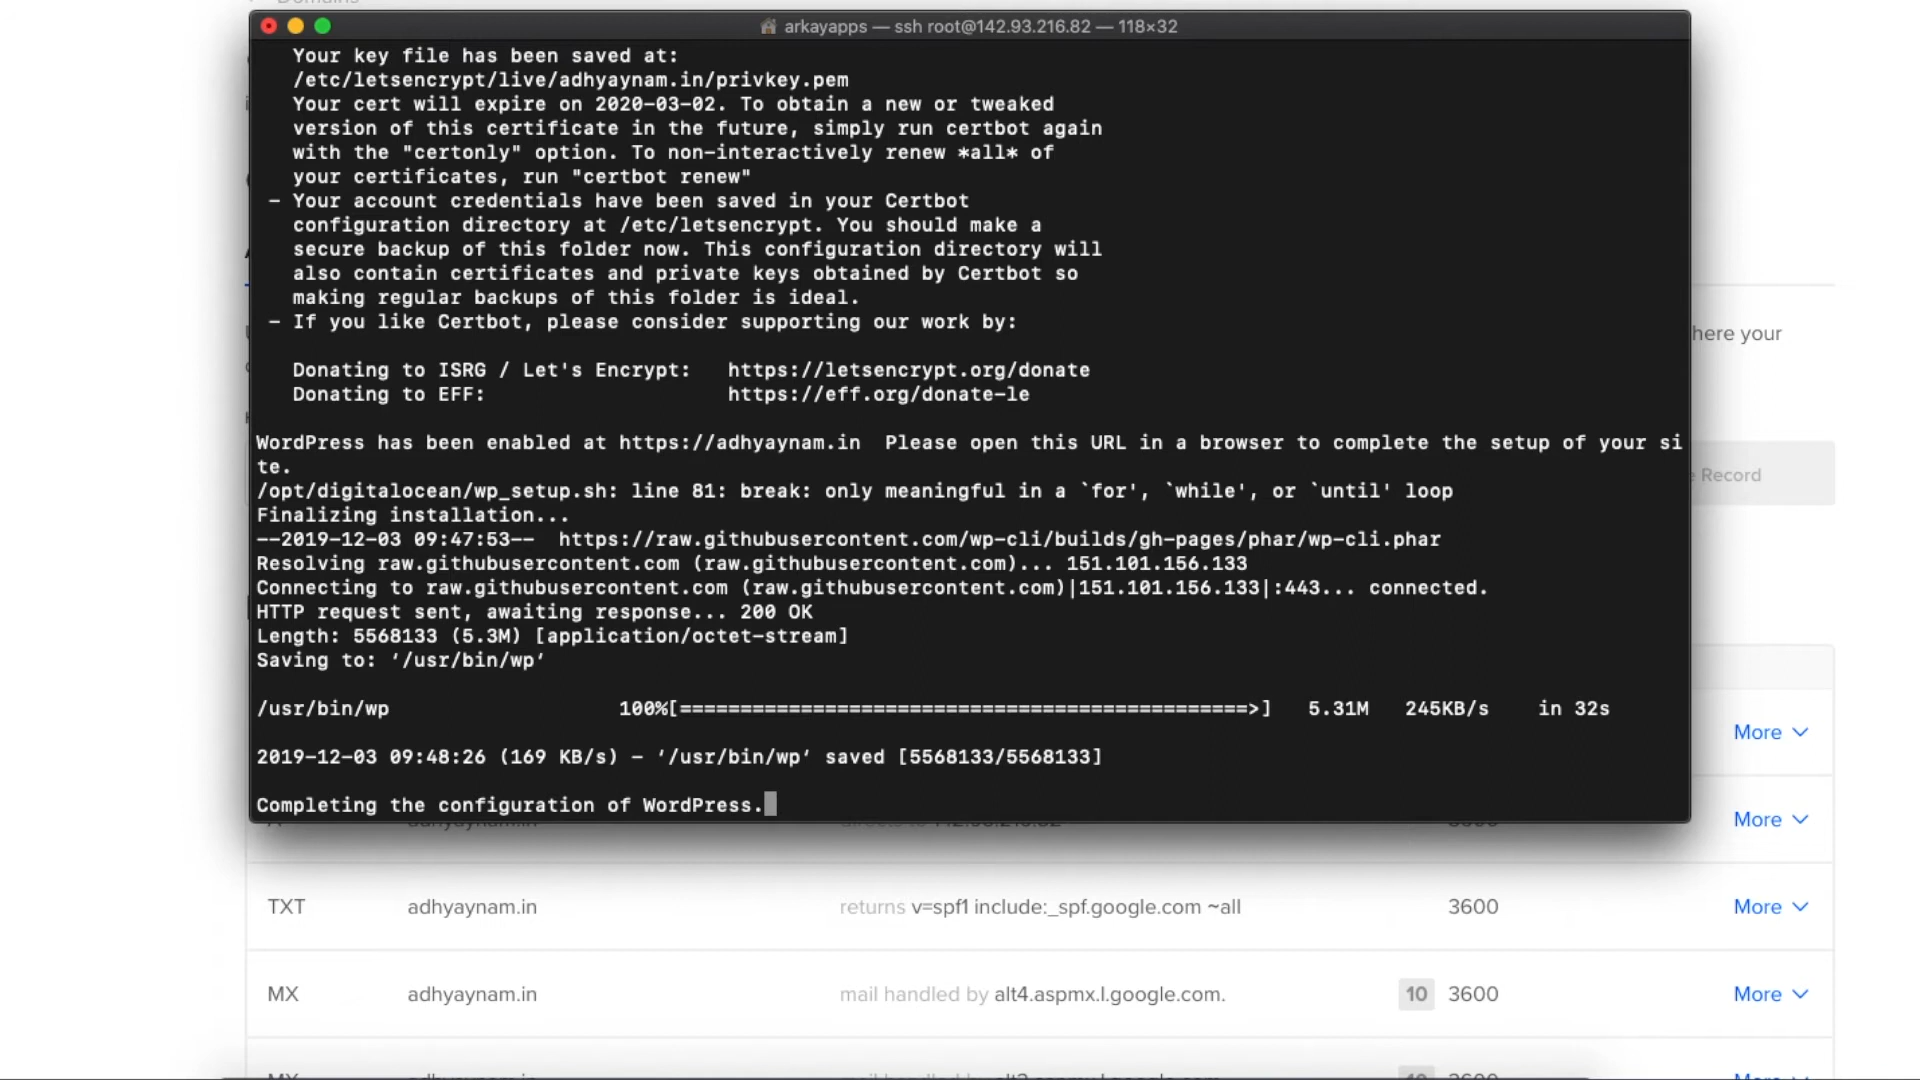 Domains
arkayapps — ssh root@142.93.216.82 — 118×32
Your key file has been saved at:
/etc/letsencrypt/live/adhyaynam.in/privkey.pem
Your cert will expire on 2020-03-02. To obtain a new or tweaked
version of this certificate in the future, simply run certbot again
with the "certonly" option. To non-interactively renew *all* of
your certificates, run "certbot renew"
- Your account credentials have been saved in your Certbot
configuration directory at /etc/letsencrypt. You should make a
secure backup of this folder now. This configuration directory will
also contain certificates and private keys obtained by Certbot so
making regular backups of this folder is ideal.
- If you like Certbot, please consider supporting our work by:
here your
Donating to ISRG / Let's Encrypt:   https://letsencrypt.org/donate
Donating to EFF:                    https://eff.org/donate-le
WordPress has been enabled at https://adhyaynam.in  Please open this URL in a browser to complete the setup of your si
te.
Record
/opt/digitalocean/wp_setup.sh: line 81: break: only meaningful in a `for', `while', or `until' loop
Finalizing installation...
--2019-12-03 09:47:53--  https://raw.githubusercontent.com/wp-cli/builds/gh-pages/phar/wp-cli.phar
Resolving raw.githubusercontent.com (raw.githubusercontent.com)... 151.101.156.133
Connecting to raw.githubusercontent.com (raw.githubusercontent.com)|151.101.156.133|:443... connected.
HTTP request sent, awaiting response... 200 OK
Length: 5568133 (5.3M) [application/octet-stream]
Saving to: ‘/usr/bin/wp’
/usr/bin/wp                   100%[===============================================>]   5.31M   245KB/s    in 32s
More
2019-12-03 09:48:26 (169 KB/s) - ‘/usr/bin/wp’ saved [5568133/5568133]
Completing the configuration of WordPress.
adhyaynam.in 3600 More
TXT adhyaynam.in returns v=spf1 include:_spf.google.com ~all 3600 More
MX adhyaynam.in mail handled by alt4.aspmx.l.google.com. 10 3600 More
MX adhyaynam.in mail handled by 10 3600 More